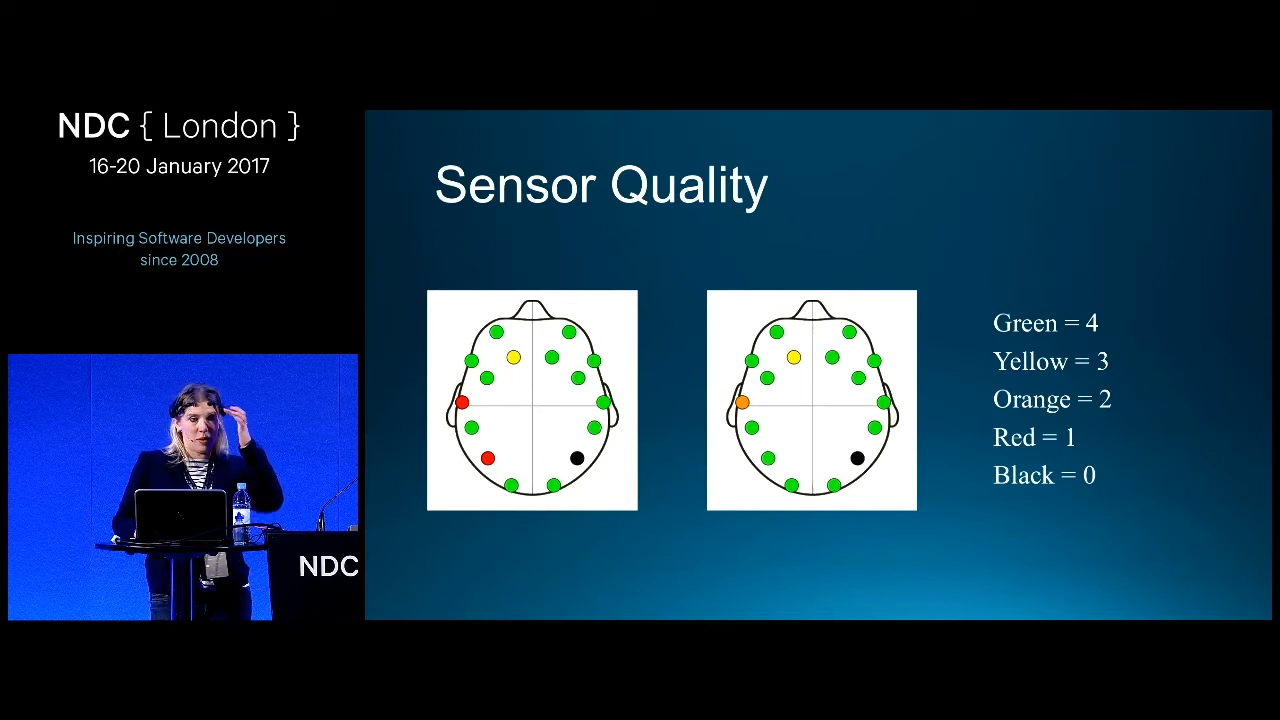 NDC { London }
16-20 January 2017
Inspiring Software Developers
since 2008
Sensor Quality
Green = 4
Yellow = 3
Orange = 2
Red = 1
Black = 0
NDC